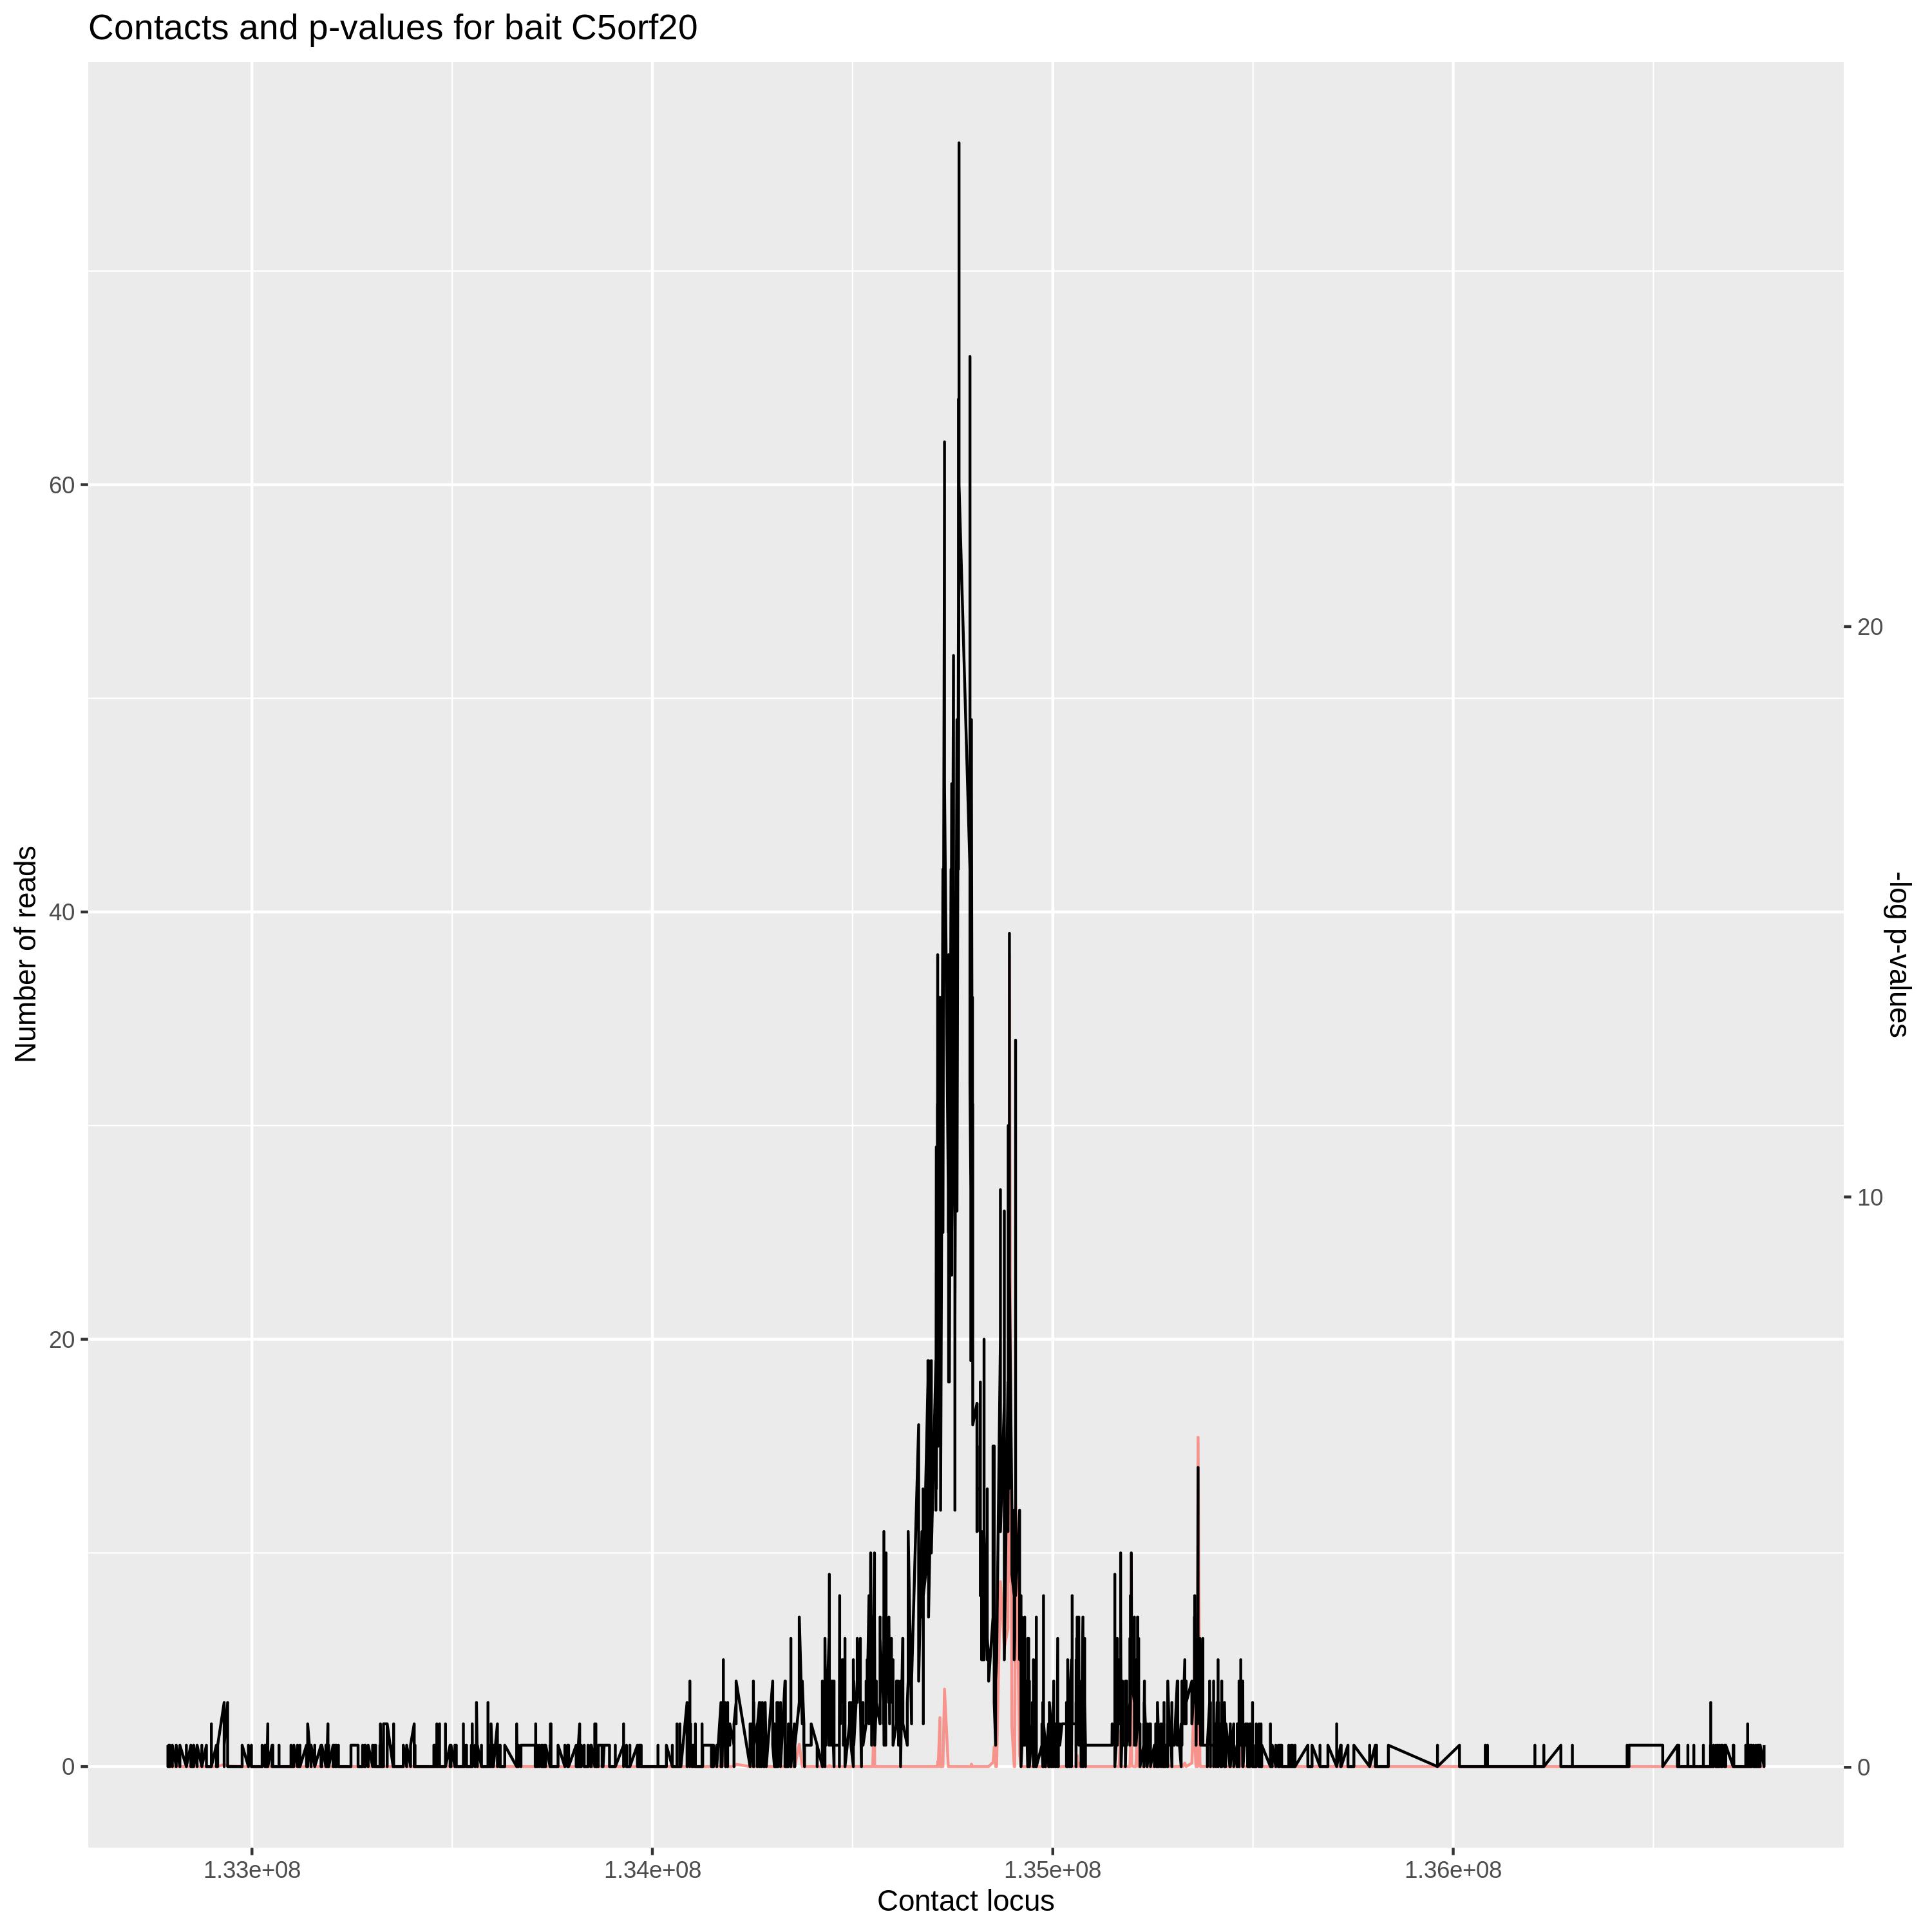 Contacts and p-values for bait C5orf20
Number of reads
60
40
20
0
20
10
0
-log p-values
1.33e+08
1.34e+08
1.35e+08
1.36e+08
Contact locus